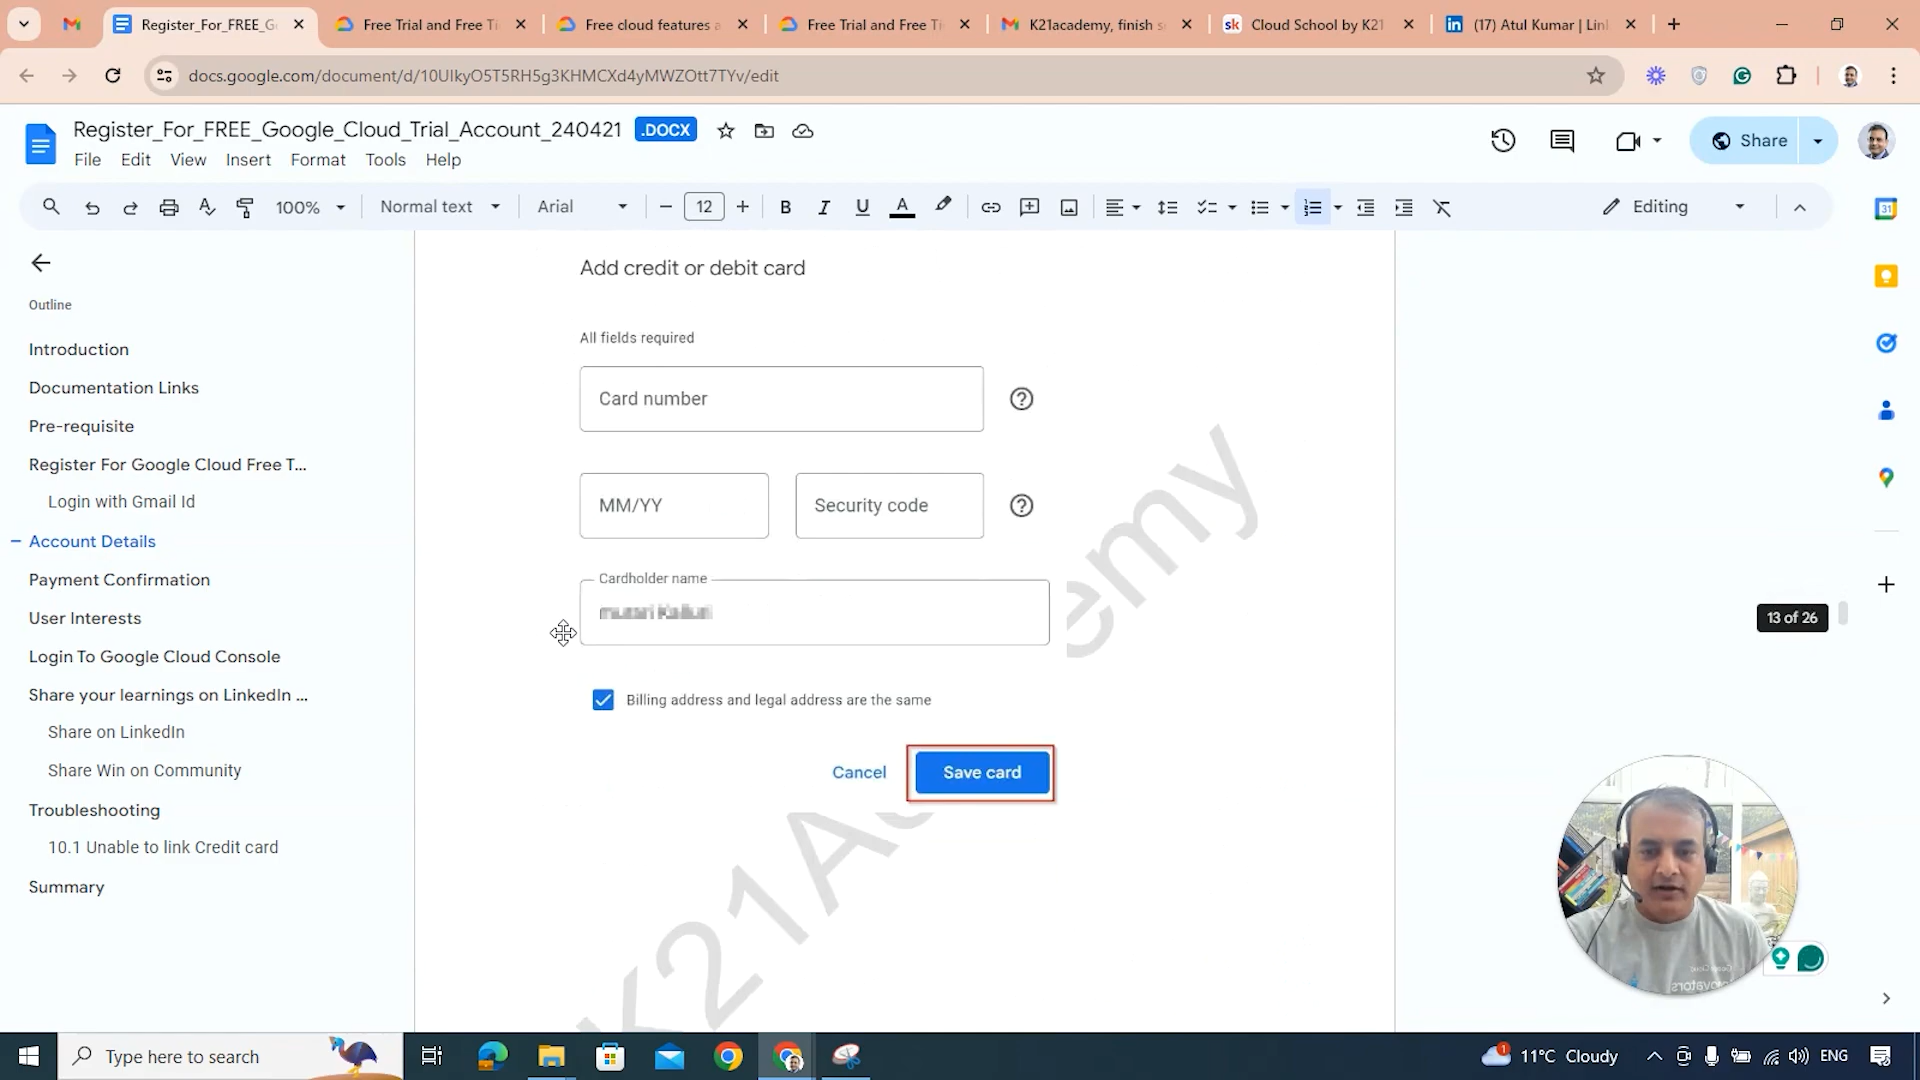 Register_For_FREE_G
Free Trial and Free Ti
Free cloud features a
Free Trial and Free Ti
K21academy, finish s
Cloud School by K21
(17) Atul Kumar | Lin
docs.google.com/document/d/10UIkyO5T5RH5g3KHMCXd4yMWZOtt7TYv/edit
Register_For_FREE_Google_Cloud_Trial_Account_240421 .DOCX
Share
File Edit View Insert Format Tools Help
100% Normal text Arial 12 Editing
Outline
Introduction
Documentation Links
Pre-requisite
Register For Google Cloud Free T...
Login with Gmail Id
Account Details
Payment Confirmation
User Interests
Login To Google Cloud Console
Share your learnings on LinkedIn ...
Share on LinkedIn
Share Win on Community
Troubleshooting
10.1 Unable to link Credit card
Summary
Add credit or debit card
All fields required
Card number
MM/YY
Security code
Cardholder name
Billing address and legal address are the same
Cancel
Save card
13 of 26
Type here to search
11°C Cloudy
ENG